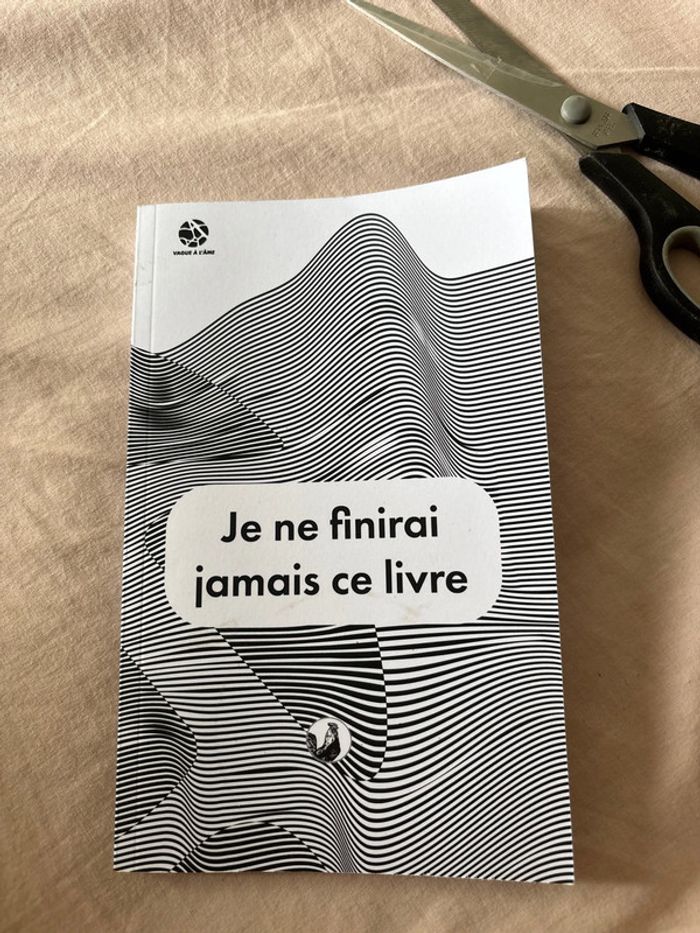 VAGUE À L'ÂME
Je ne finirai
jamais ce livre